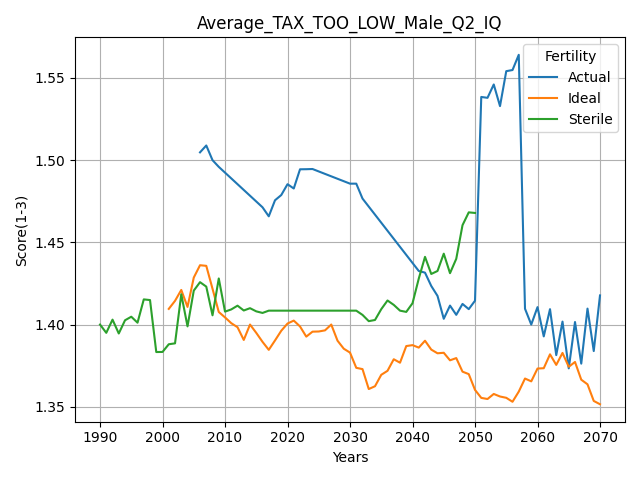 Average_TAX_TOO_LOW_Male_Q2_IQ
Fertility
Actual
Ideal
Sterile
Score(1-3)
1.55
1.50
1.45
1.40
1.35
1990 2000 2010 2020 2030 2040 2050 2060 2070
Years